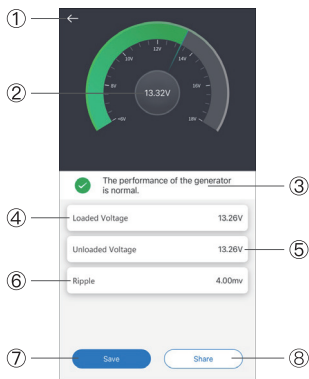 ①
12V
10V
14V
②
8V
13.32V
16V
<6V
18V<
The performance of the generator
is normal.
③
④
Loaded Voltage 13.26V
Unloaded Voltage 13.26V
⑤
⑥
Ripple 4.00mv
⑦
Save Share
⑧